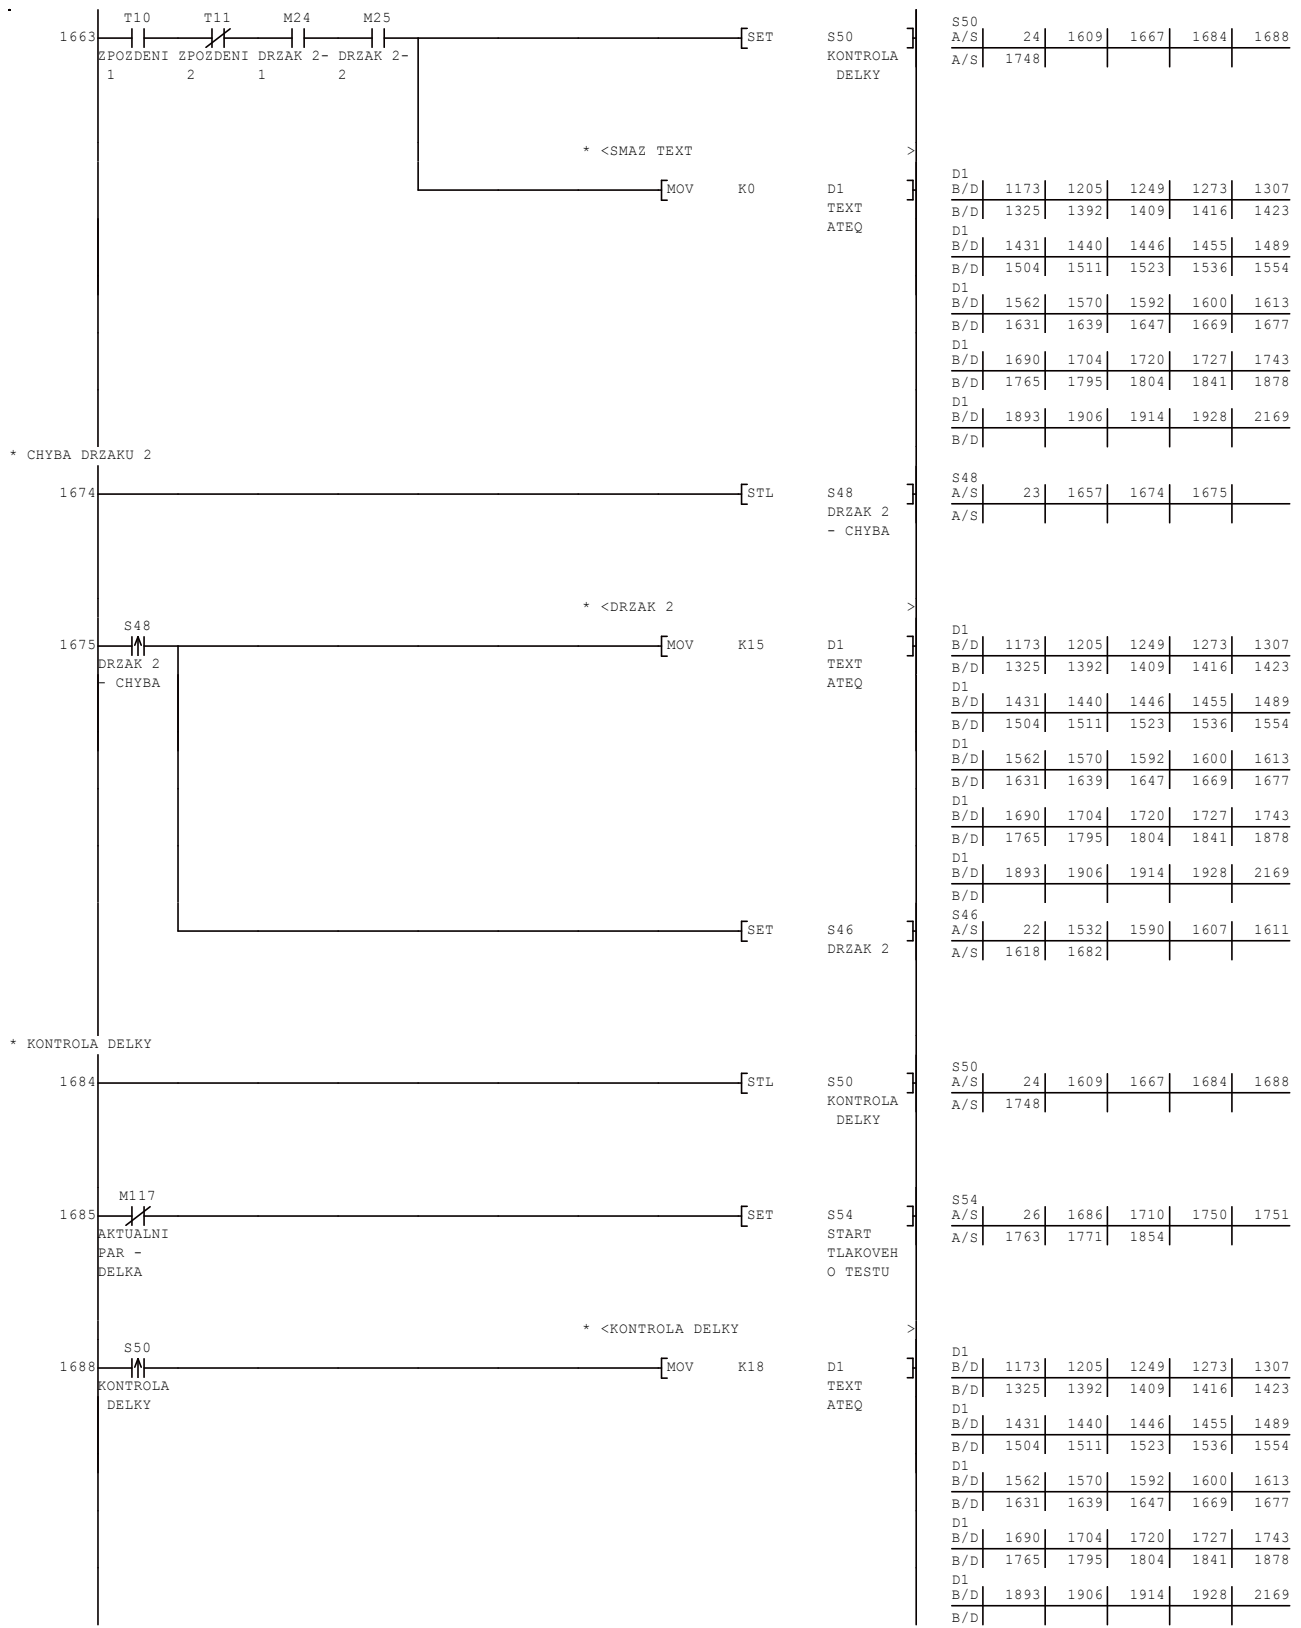 T10 T11 M24 M25
1663 SET S50
ZPOZDENI ZPOZDENI DRZAK 2- DRZAK 2- KONTROLA
1 2 1 2 DELKY
S50
A/S 24 1609 1667 1684 1688
A/S 1748
* <SMAZ TEXT >
MOV K0 D1
TEXT
ATEQ
D1
B/D 1173 1205 1249 1273 1307
B/D 1325 1392 1409 1416 1423
D1
B/D 1431 1440 1446 1455 1489
B/D 1504 1511 1523 1536 1554
D1
B/D 1562 1570 1592 1600 1613
B/D 1631 1639 1647 1669 1677
D1
B/D 1690 1704 1720 1727 1743
B/D 1765 1795 1804 1841 1878
D1
B/D 1893 1906 1914 1928 2169
B/D
* CHYBA DRZAKU 2
1674 STL S48
DRZAK 2
- CHYBA
S48
A/S 23 1657 1674 1675
A/S
* <DRZAK 2 >
S48
1675 MOV K15 D1
DRZAK 2 TEXT
- CHYBA ATEQ
D1
B/D 1173 1205 1249 1273 1307
B/D 1325 1392 1409 1416 1423
D1
B/D 1431 1440 1446 1455 1489
B/D 1504 1511 1523 1536 1554
D1
B/D 1562 1570 1592 1600 1613
B/D 1631 1639 1647 1669 1677
D1
B/D 1690 1704 1720 1727 1743
B/D 1765 1795 1804 1841 1878
D1
B/D 1893 1906 1914 1928 2169
B/D
SET S46
DRZAK 2
S46
A/S 22 1532 1590 1607 1611
A/S 1618 1682
* KONTROLA DELKY
1684 STL S50
KONTROLA
DELKY
S50
A/S 24 1609 1667 1684 1688
A/S 1748
M117
1685 SET S54
AKTUALNI START
PAR - TLAKOVEH
DELKA O TESTU
S54
A/S 26 1686 1710 1750 1751
A/S 1763 1771 1854
* <KONTROLA DELKY >
S50
1688 MOV K18 D1
KONTROLA TEXT
DELKY ATEQ
D1
B/D 1173 1205 1249 1273 1307
B/D 1325 1392 1409 1416 1423
D1
B/D 1431 1440 1446 1455 1489
B/D 1504 1511 1523 1536 1554
D1
B/D 1562 1570 1592 1600 1613
B/D 1631 1639 1647 1669 1677
D1
B/D 1690 1704 1720 1727 1743
B/D 1765 1795 1804 1841 1878
D1
B/D 1893 1906 1914 1928 2169
B/D